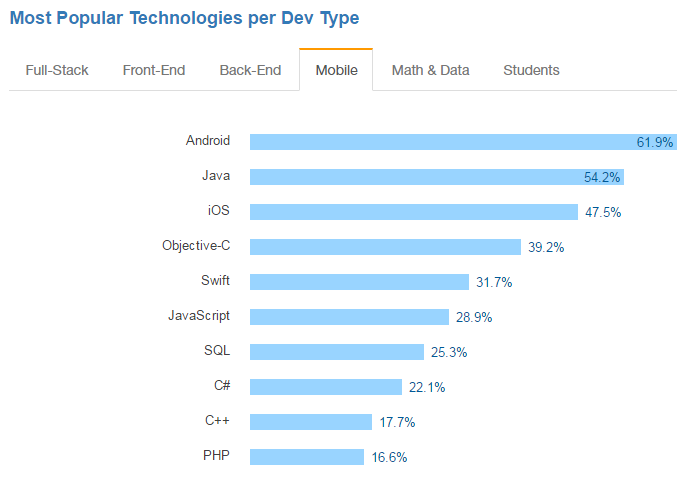 Most Popular Technologies per Dev Type
Full-Stack Front-End Back-End Mobile Math & Data Students
Android 61.9%
Java 54.2%
iOS 47.5%
Objective-C 39.2%
Swift 31.7%
JavaScript 28.9%
SQL 25.3%
C# 22.1%
C++ 17.7%
PHP 16.6%